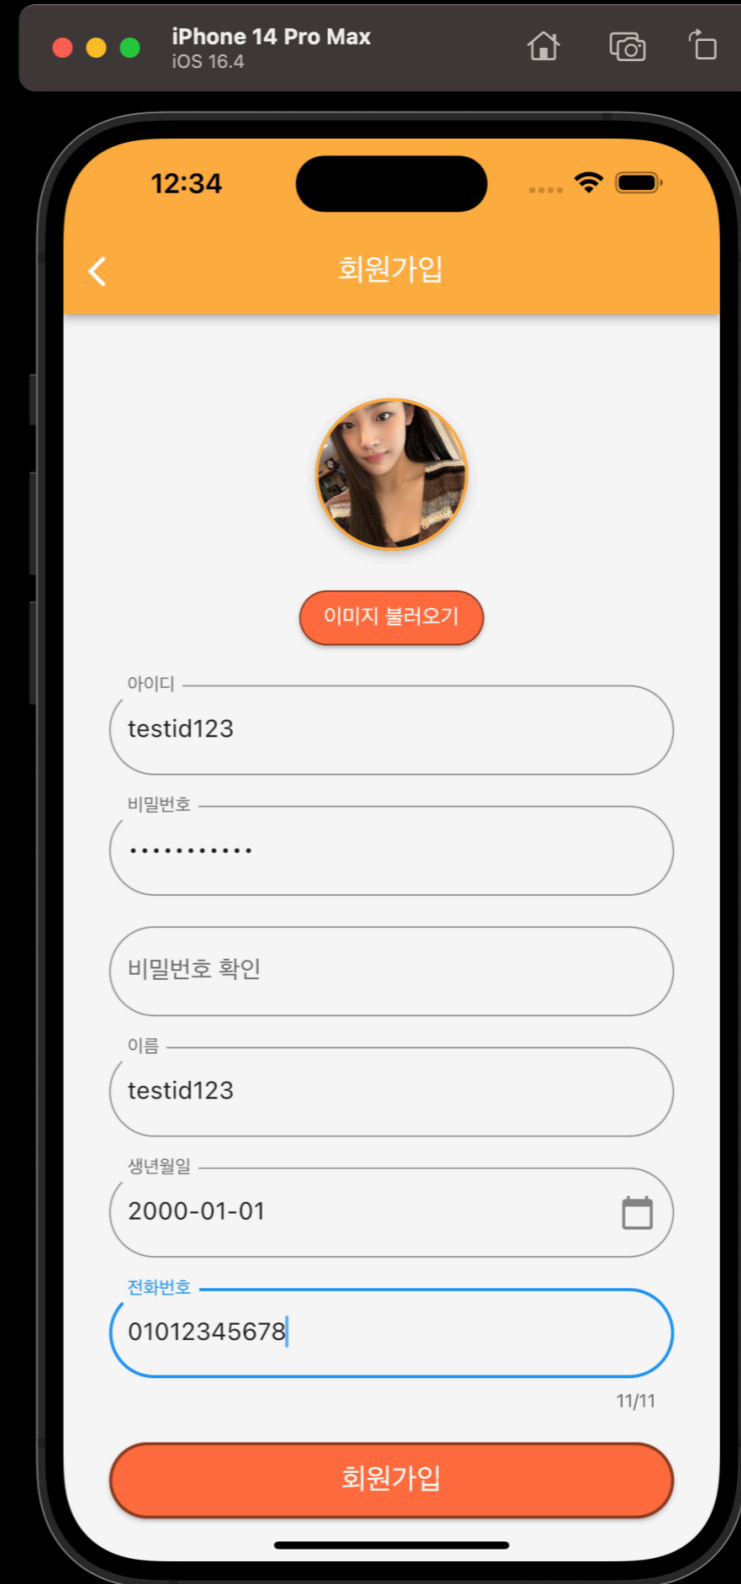 iPhone 14 Pro Max
iOS 16.4
12:34
회원가입
이미지 불러오기
아이디
testid123
비밀번호
•••••••••••
비밀번호 확인
이름
testid123
생년월일
2000-01-01
전화번호
01012345678
11/11
회원가입